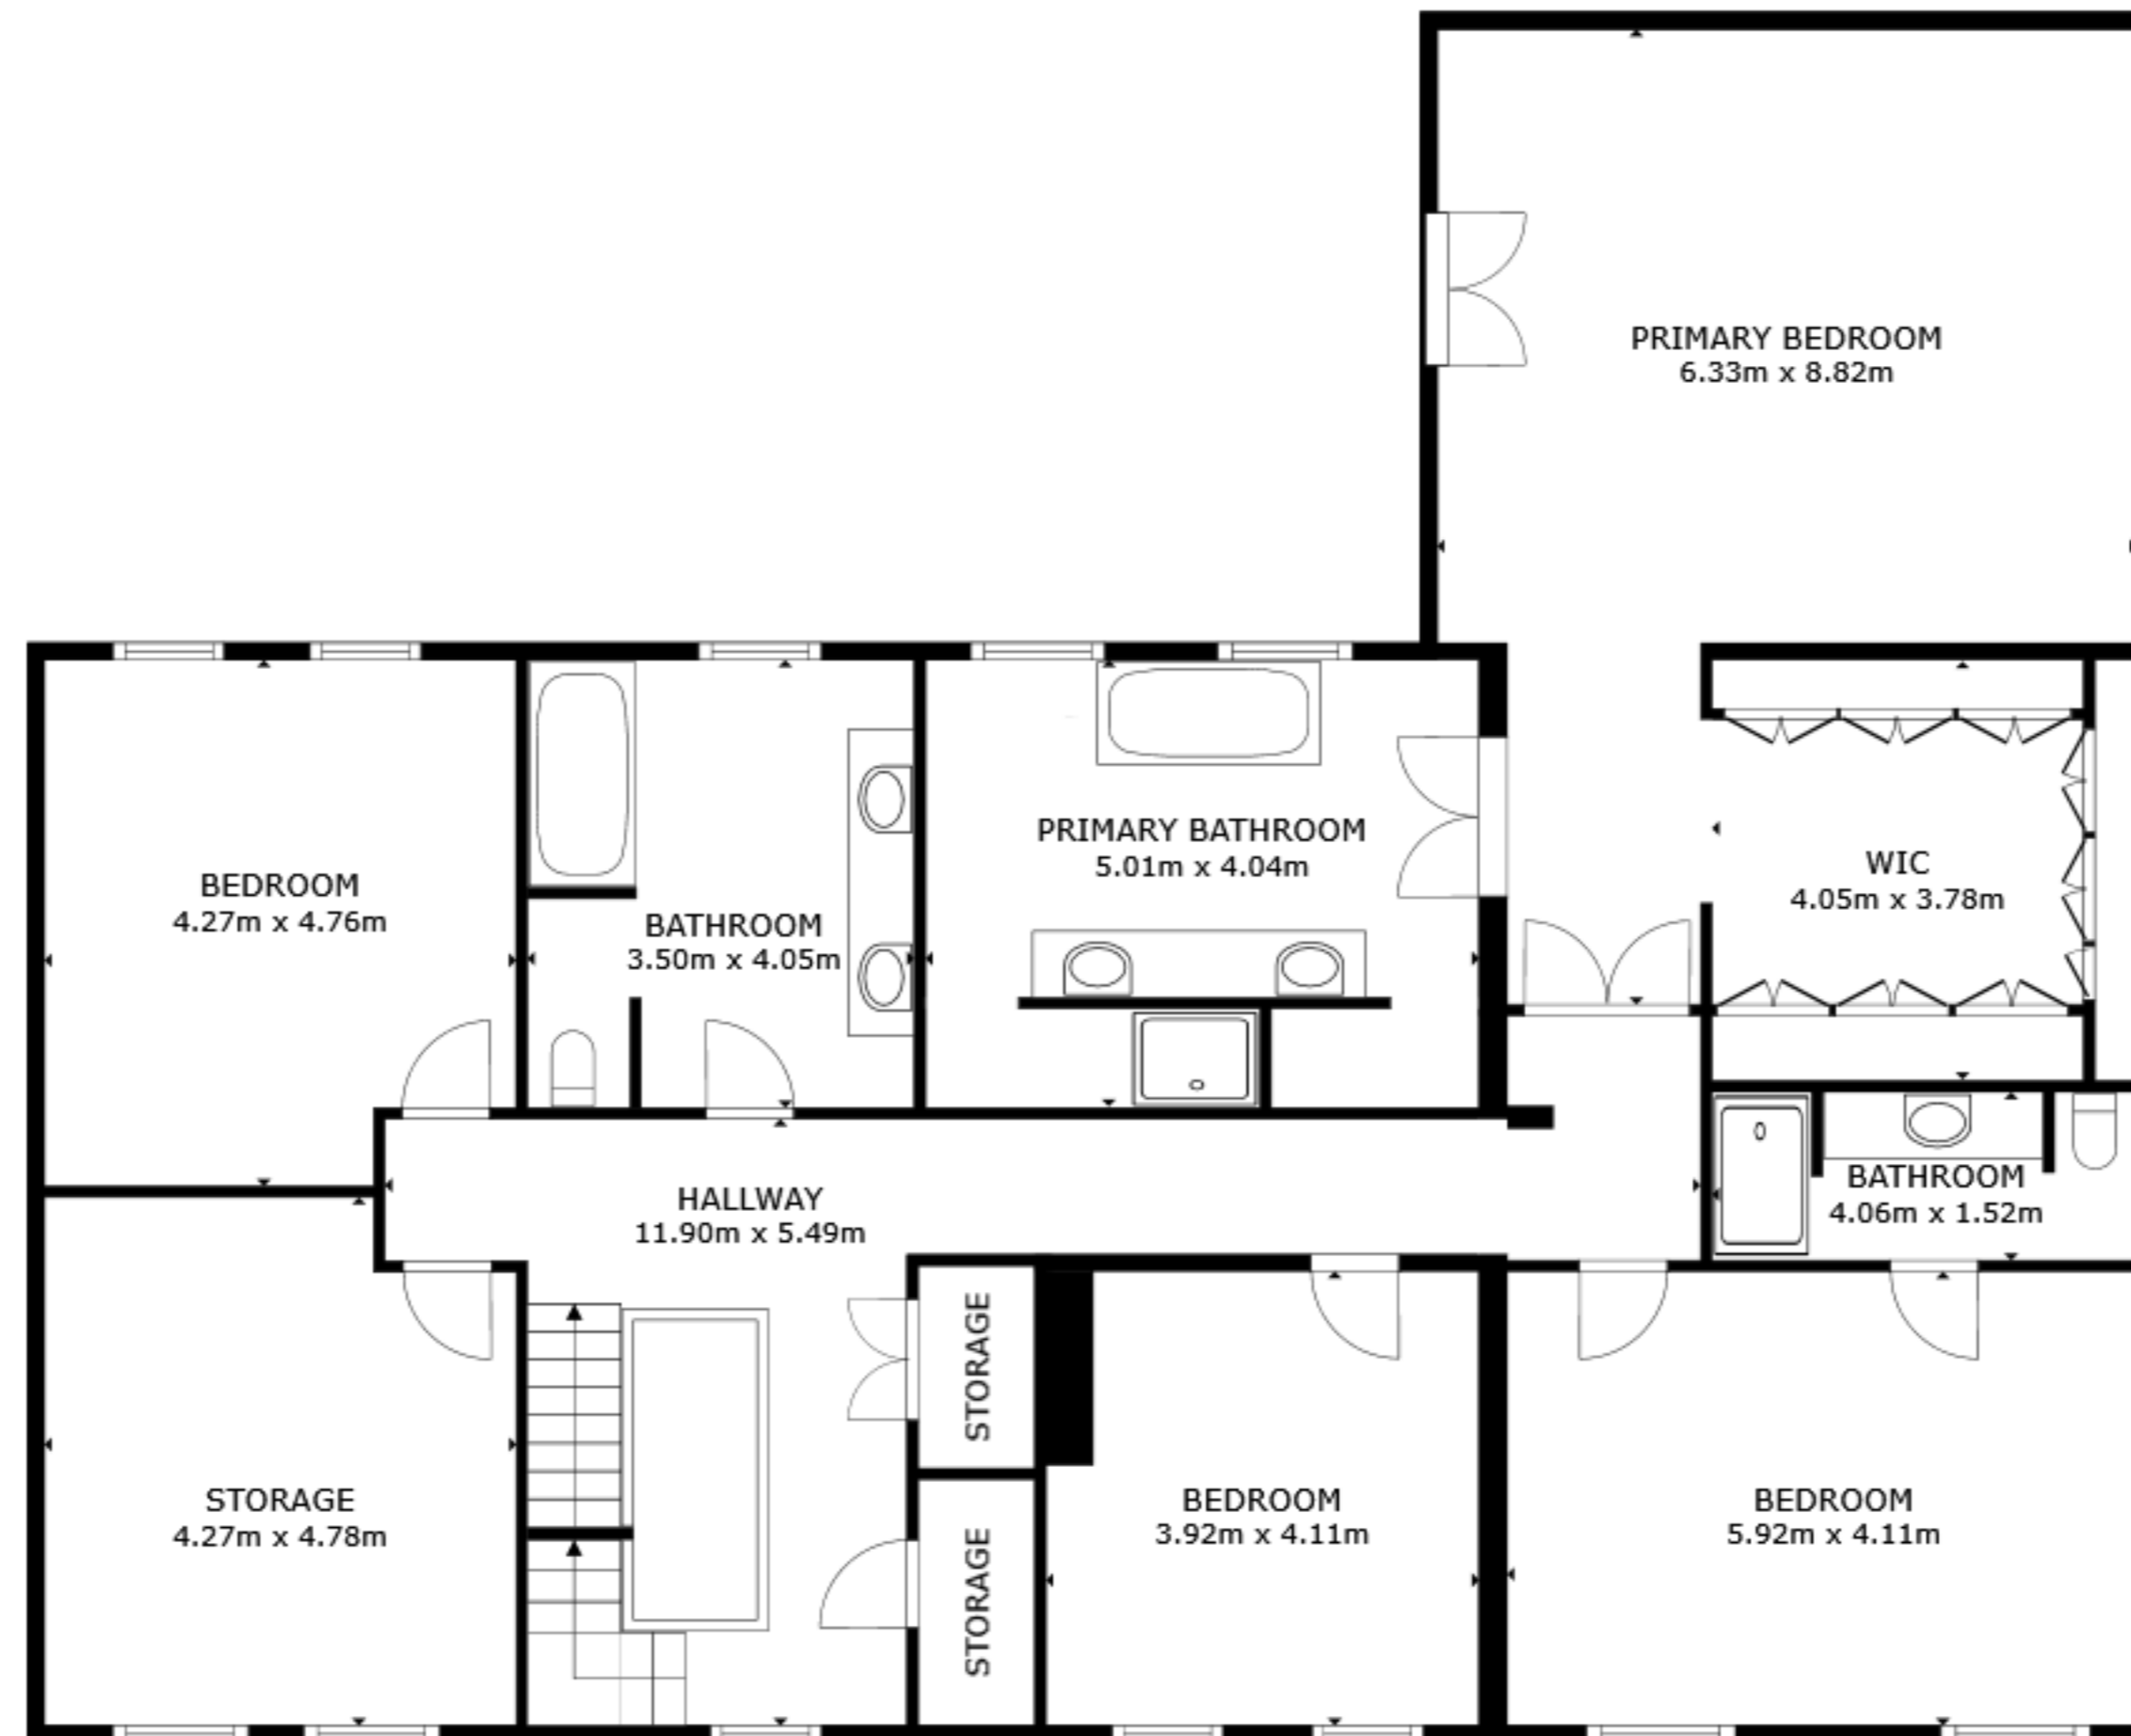 PRIMARY BEDROOM
6.33m x 8.82m
PRIMARY BATHROOM
5.01m x 4.04m
WIC
4.05m x 3.78m
BEDROOM
4.27m x 4.76m
BATHROOM
3.50m x 4.05m
BATHROOM
4.06m x 1.52m
HALLWAY
11.90m x 5.49m
STORAGE
STORAGE
4.27m x 4.78m
BEDROOM
3.92m x 4.11m
BEDROOM
5.92m x 4.11m
STORAGE